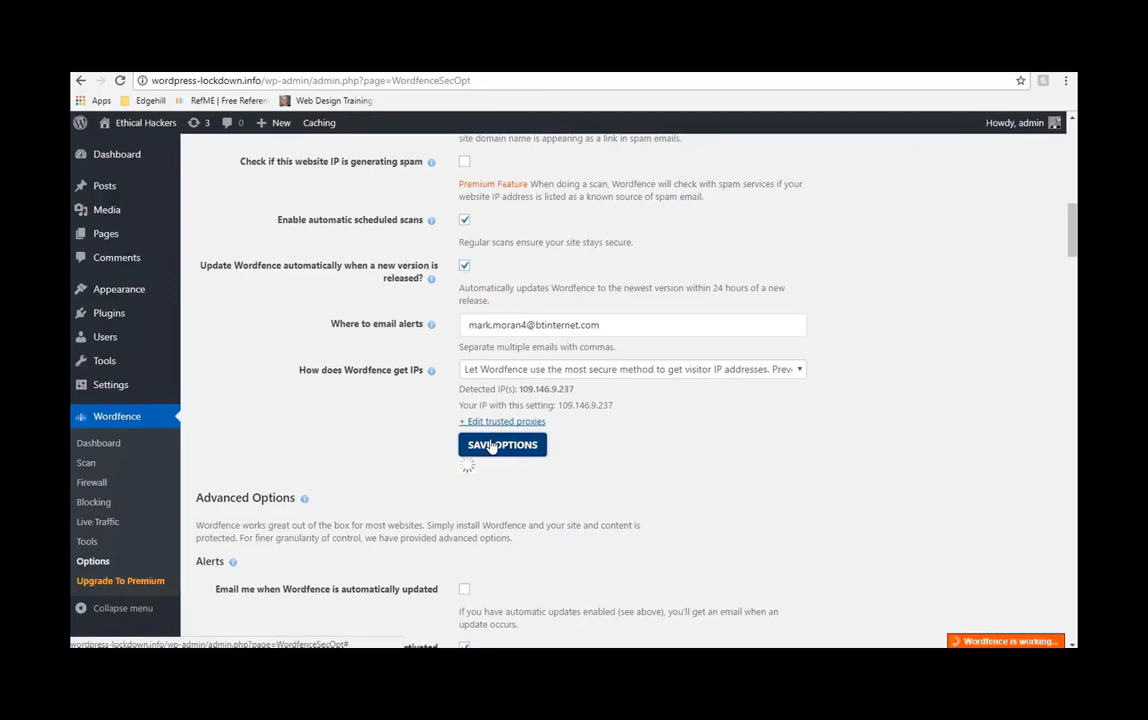 wordpress-lockdown.info/wp-admin/admin.php?page=WordfenceSecOpt
Apps Edgehill RefME | Free Referen Web Design Training
Ethical Hackers 3 0 New Caching Howdy, admin
Dashboard
Posts
Media
Pages
Comments
Appearance
Plugins
Users
Tools
Settings
Wordfence
Dashboard
Scan
Firewall
Blocking
Live Traffic
Tools
Options
Upgrade To Premium
Collapse menu
site domain name is appearing as a link in spam emails.
Check if this website IP is generating spam
Premium Feature When doing a scan, Wordfence will check with spam services if your
website IP address is listed as a known source of spam email.
Enable automatic scheduled scans
Regular scans ensure your site stays secure.
Update Wordfence automatically when a new version is
released?
Automatically updates Wordfence to the newest version within 24 hours of a new
release.
Where to email alerts
mark.moran4@btinternet.com
Separate multiple emails with commas.
How does Wordfence get IPs
Let Wordfence use the most secure method to get visitor IP addresses. Prev
Detected IP(s): 109.146.9.237
Your IP with this setting: 109.146.9.237
+ Edit trusted proxies
SAVE OPTIONS
Advanced Options
Wordfence works great out of the box for most websites. Simply install Wordfence and your site and content is
protected. For finer granularity of control, we have provided advanced options.
Alerts
Email me when Wordfence is automatically updated
If you have automatic updates enabled (see above), you'll get an email when an
update occurs.
wordpress-lockdown.info/wp-admin/admin.php?page=WordfenceSecOpt#
Wordfence is working...